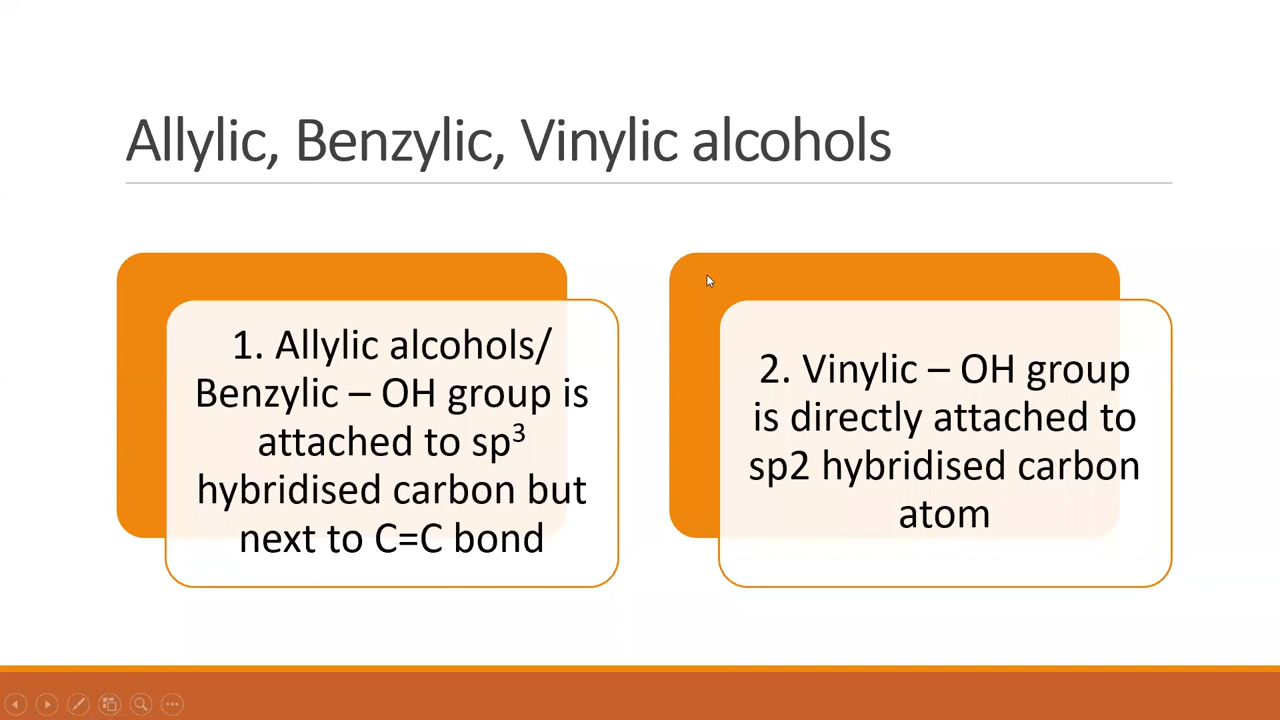 Allylic, Benzylic, Vinylic alcohols
1. Allylic alcohols/
Benzylic – OH group is
attached to sp³
hybridised carbon but
next to C=C bond
2. Vinylic – OH group
is directly attached to
sp2 hybridised carbon
atom